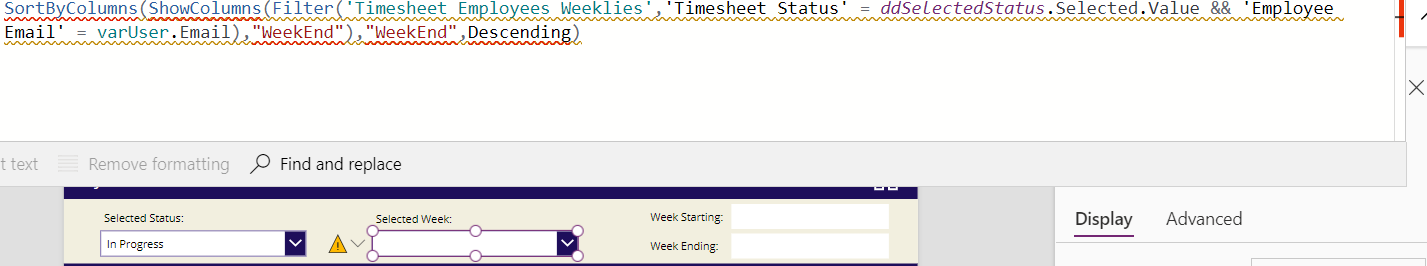 SortByColumns(ShowColumns(Filter('Timesheet Employees Weeklies','Timesheet Status' = ddSeLectedStatus.Selected.Value && 'Employee
Email' = varUser.Email),"WeekEnd"),"WeekEnd",Descending)
t text
Remove formatting
Find and replace
Selected Status:
Selected Week:
Week Starting:
In Progress
Week Ending:
Display
Advanced